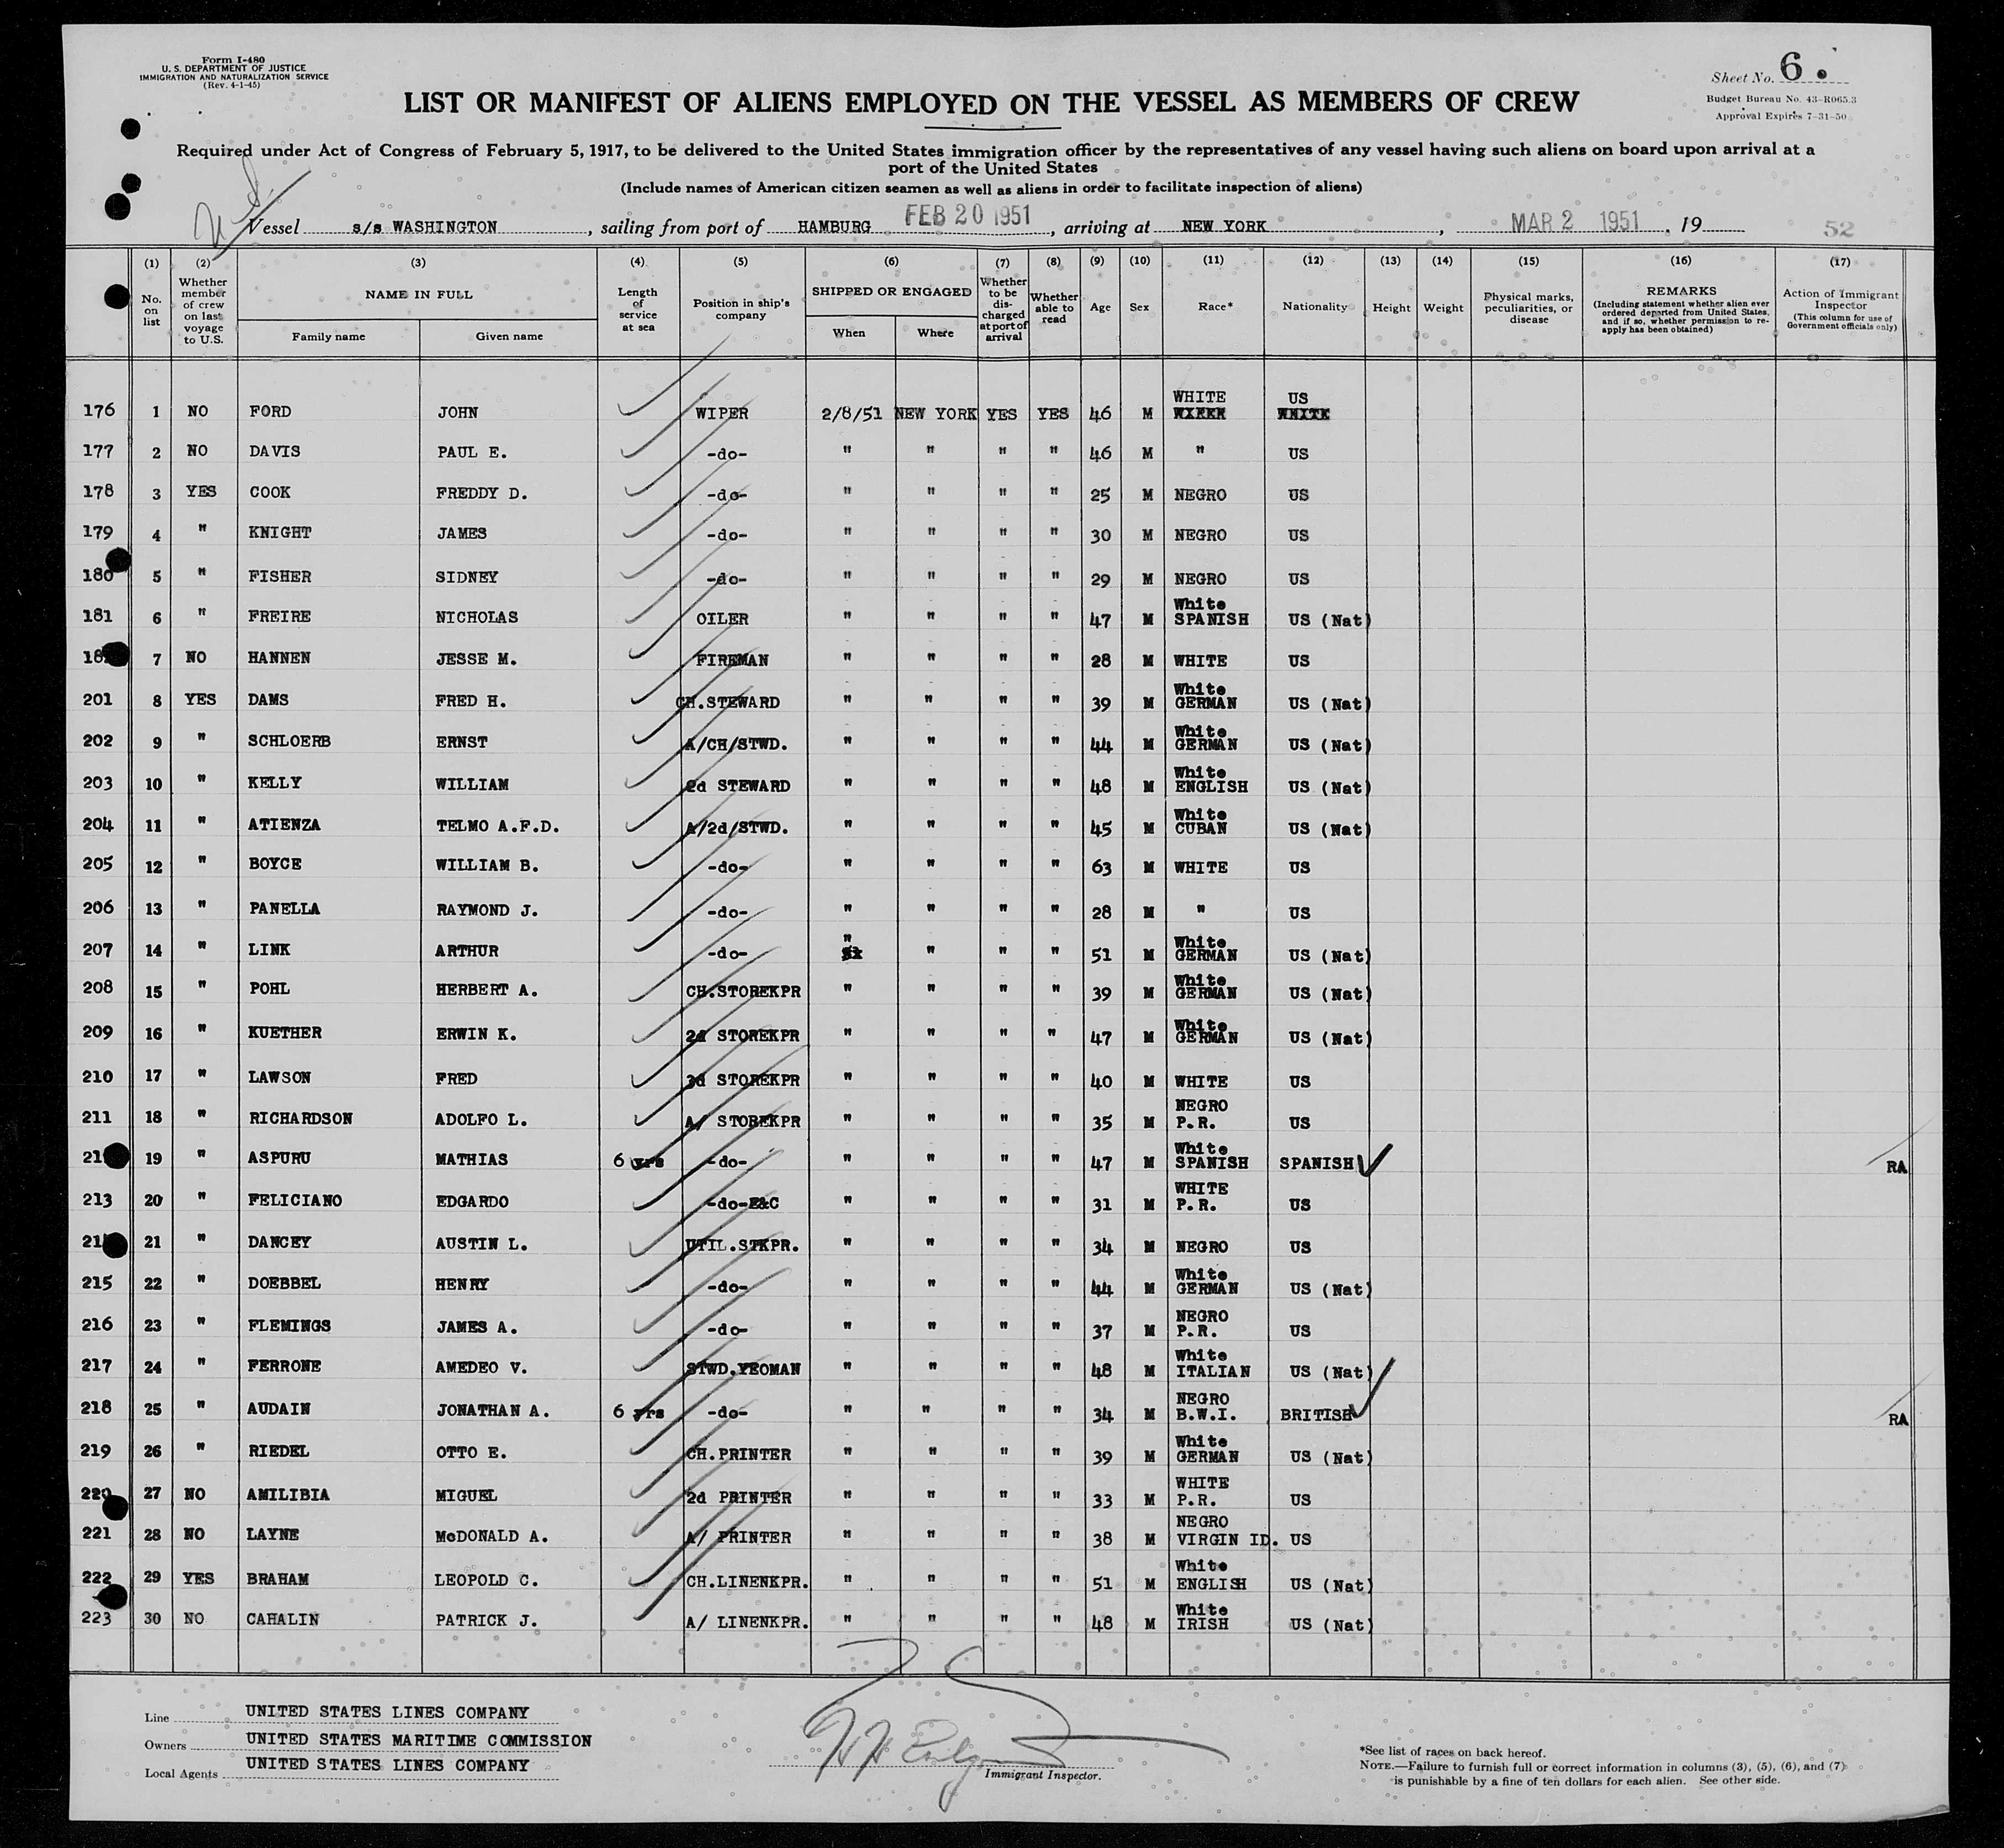 Form I-480
U. S. DEPARTMENT OF JUSTICE
IMMIGRATION AND NATURALIZATION SERVICE
(Rev. 4-1-45)
Sheet No. 6.
Budget Bureau No. 43-R065.3
Approval Expires 7-31-50
LIST OR MANIFEST OF ALIENS EMPLOYED ON THE VESSEL AS MEMBERS OF CREW
Required under Act of Congress of February 5, 1917, to be delivered to the United States immigration officer by the representatives of any vessel having such aliens on board upon arrival at a
port of the United States
(Include names of American citizen seamen as well as aliens in order to facilitate inspection of aliens)
Vessel s/s WASHINGTON, sailing from port of HAMBURG FEB 20 1951, arriving at NEW YORK, MAR 2 1951, 19 52
(1) (2) (3) (4) (5) (6) (7) (8) (9) (10) (11) (12) (13) (14) (15) (16) (17)
No. on list
Whether member of crew on last voyage to U.S.
NAME IN FULL
Family name
Given name
Length of service at sea
Position in ship's company
SHIPPED OR ENGAGED
When
Where
Whether to be discharged at port of arrival
Whether able to read
Age
Sex
Race*
Nationality
Height
Weight
Physical marks, peculiarities, or disease
REMARKS
(Including statement whether alien ever ordered deported from United States, and if so, whether permission to re-apply has been obtained)
Action of Immigrant Inspector
(This column for use of Government officials only)
176 1 NO FORD JOHN WIPER 2/8/51 NEW YORK YES YES 46 M WHITE US
177 2 NO DAVIS PAUL E. -do- " " " " 46 M " US
178 3 YES COOK FREDDY D. -do- " " " " 25 M NEGRO US
179 4 " KNIGHT JAMES -do- " " " " 30 M NEGRO US
180 5 " FISHER SIDNEY -do- " " " " 29 M NEGRO US
181 6 " FREIRE NICHOLAS OILER " " " " 47 M White SPANISH US (Nat)
7 NO HANNEN JESSE M. FIREMAN " " " " 28 M WHITE US
201 8 YES DAMS FRED H. CH.STEWARD " " " " 39 M White GERMAN US (Nat)
202 9 " SCHLOERB ERNST A/CH/STWD. " " " " 44 M White GERMAN US (Nat)
203 10 " KELLY WILLIAM 2d STEWARD " " " " 48 M White ENGLISH US (Nat)
204 11 " ATIENZA TELMO A.F.D. A/2d/STWD. " " " " 45 M White CUBAN US (Nat)
205 12 " BOYCE WILLIAM B. -do- " " " " 63 M WHITE US
206 13 " PANELLA RAYMOND J. -do- " " " " 28 M " US
207 14 " LINK ARTHUR -do- " " " " 51 M White GERMAN US (Nat)
208 15 " POHL HERBERT A. CH.STOREKPR " " " " 39 M White GERMAN US (Nat)
209 16 " KUETHER ERWIN K. 2d STOREKPR " " " " 47 M White GERMAN US (Nat)
210 17 " LAWSON FRED 3d STOREKPR " " " " 40 M WHITE US
211 18 " RICHARDSON ADOLFO L. A/ STOREKPR " " " " 35 M NEGRO P.R. US
19 " ASPURU MATHIAS 6 yrs -do- " " " " 47 M White SPANISH SPANISH RA
213 20 " FELICIANO EDGARDO -do-E&C " " " " 31 M WHITE P.R. US
21 " DANCEY AUSTIN L. UTIL.STKPR. " " " " 34 M NEGRO US
215 22 " DOEBBEL HENRY -do- " " " " 44 M White GERMAN US (Nat)
216 23 " FLEMINGS JAMES A. -do- " " " " 37 M NEGRO P.R. US
217 24 " FERRONE AMEDEO V. STWD.YEOMAN " " " " 48 M White ITALIAN US (Nat)
218 25 " AUDAIN JONATHAN A. 6 yrs -do- " " " " 34 M NEGRO B.W.I. BRITISH RA
219 26 " RIEDEL OTTO E. CH.PRINTER " " " " 39 M White GERMAN US (Nat)
220 27 NO AMILIBIA MIGUEL 2d PRINTER " " " " 33 M WHITE P.R. US
221 28 NO LAYNE McDONALD A. A/ PRINTER " " " " 38 M NEGRO VIRGIN ID. US
222 29 YES BRAHAM LEOPOLD C. CH.LINENKPR. " " " " 51 M White ENGLISH US (Nat)
223 30 NO CAHALIN PATRICK J. A/ LINENKPR. " " " " 48 M White IRISH US (Nat)
Line UNITED STATES LINES COMPANY
Owners UNITED STATES MARITIME COMMISSION
Local Agents UNITED STATES LINES COMPANY
Immigrant Inspector.
*See list of races on back hereof.
NOTE.—Failure to furnish full or correct information in columns (3), (5), (6), and (7)
is punishable by a fine of ten dollars for each alien. See other side.